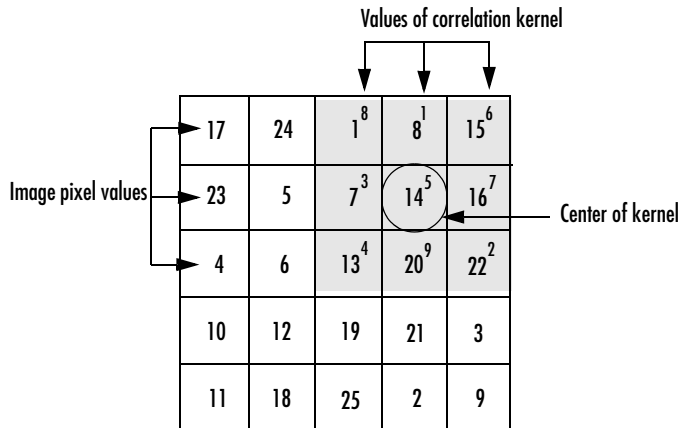 Values of correlation kernel
17 24 1 8 8 1 15 6
Image pixel values
23 5 7 3 14 5 16 7
Center of kernel
4 6 13 4 20 9 22 2
10 12 19 21 3
11 18 25 2 9